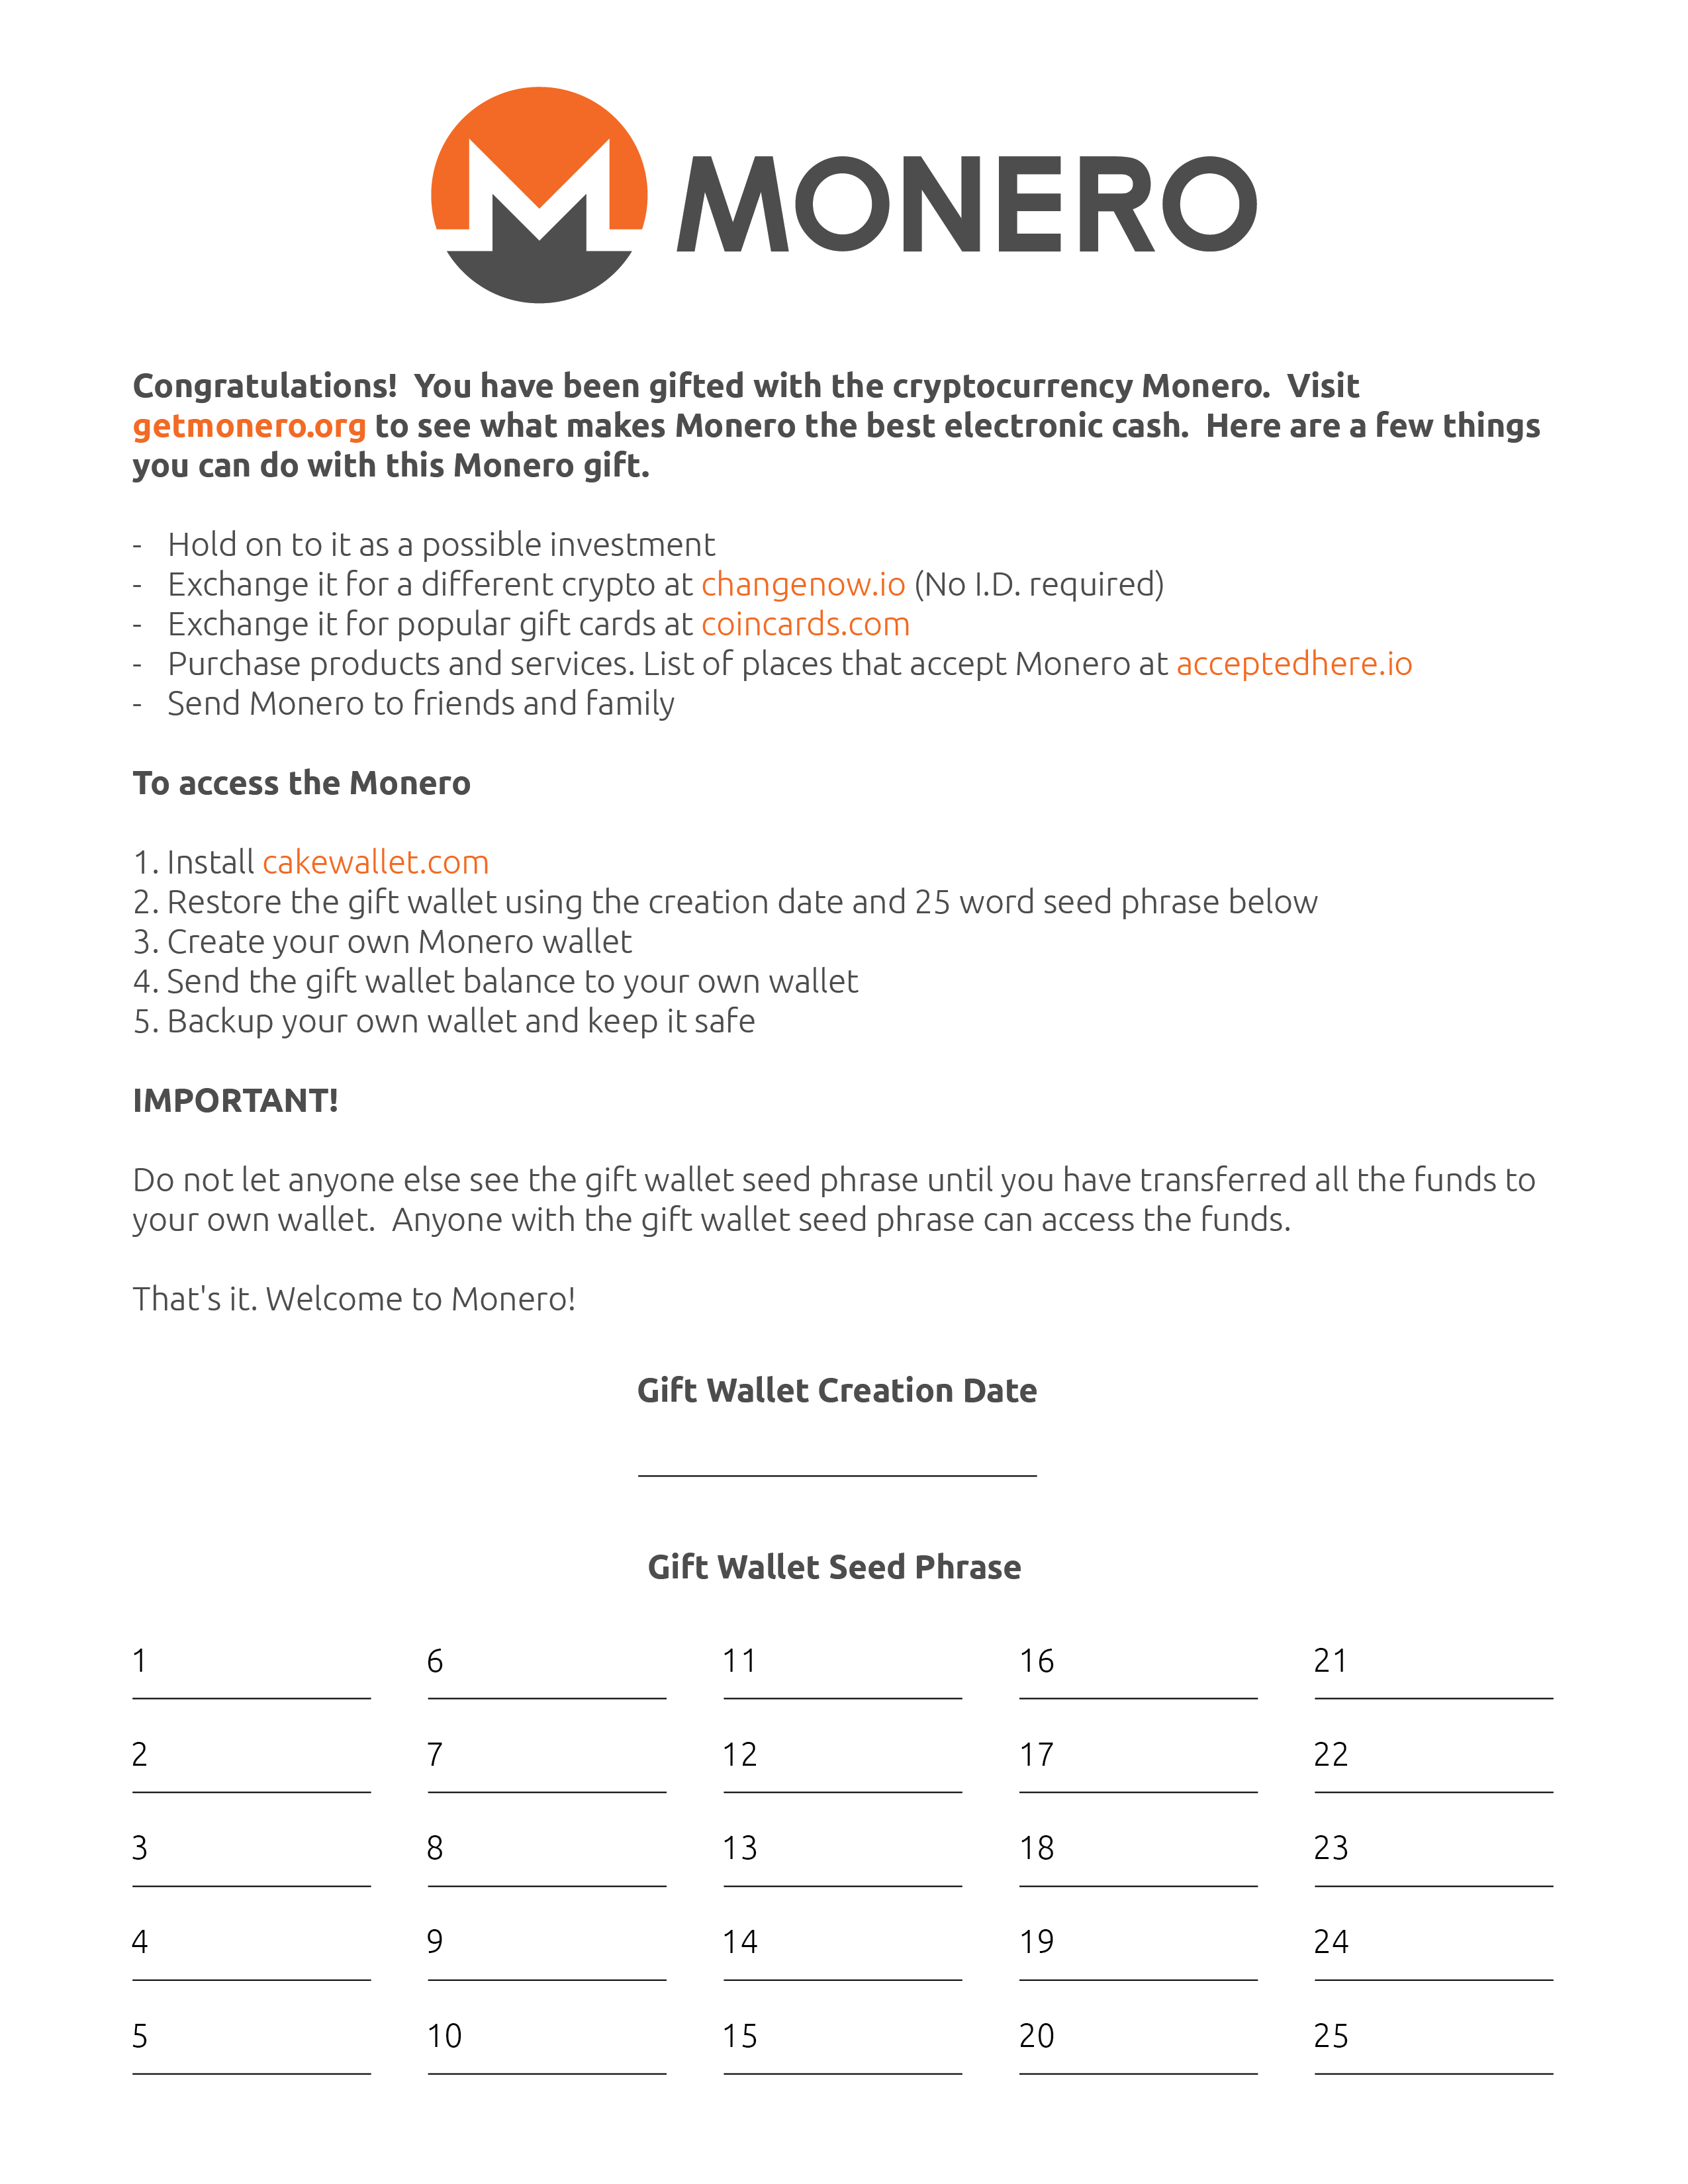 MONERO
Congratulations!  You have been gifted with the cryptocurrency Monero.  Visit
getmonero.org to see what makes Monero the best electronic cash.  Here are a few things
you can do with this Monero gift.
- Hold on to it as a possible investment
- Exchange it for a different crypto at changenow.io (No I.D. required)
- Exchange it for popular gift cards at coincards.com
- Purchase products and services. List of places that accept Monero at acceptedhere.io
- Send Monero to friends and family
To access the Monero
1. Install cakewallet.com
2. Restore the gift wallet using the creation date and 25 word seed phrase below
3. Create your own Monero wallet
4. Send the gift wallet balance to your own wallet
5. Backup your own wallet and keep it safe
IMPORTANT!
Do not let anyone else see the gift wallet seed phrase until you have transferred all the funds to
your own wallet.  Anyone with the gift wallet seed phrase can access the funds.
That's it. Welcome to Monero!
Gift Wallet Creation Date
Gift Wallet Seed Phrase
1 6 11 16 21
2 7 12 17 22
3 8 13 18 23
4 9 14 19 24
5 10 15 20 25